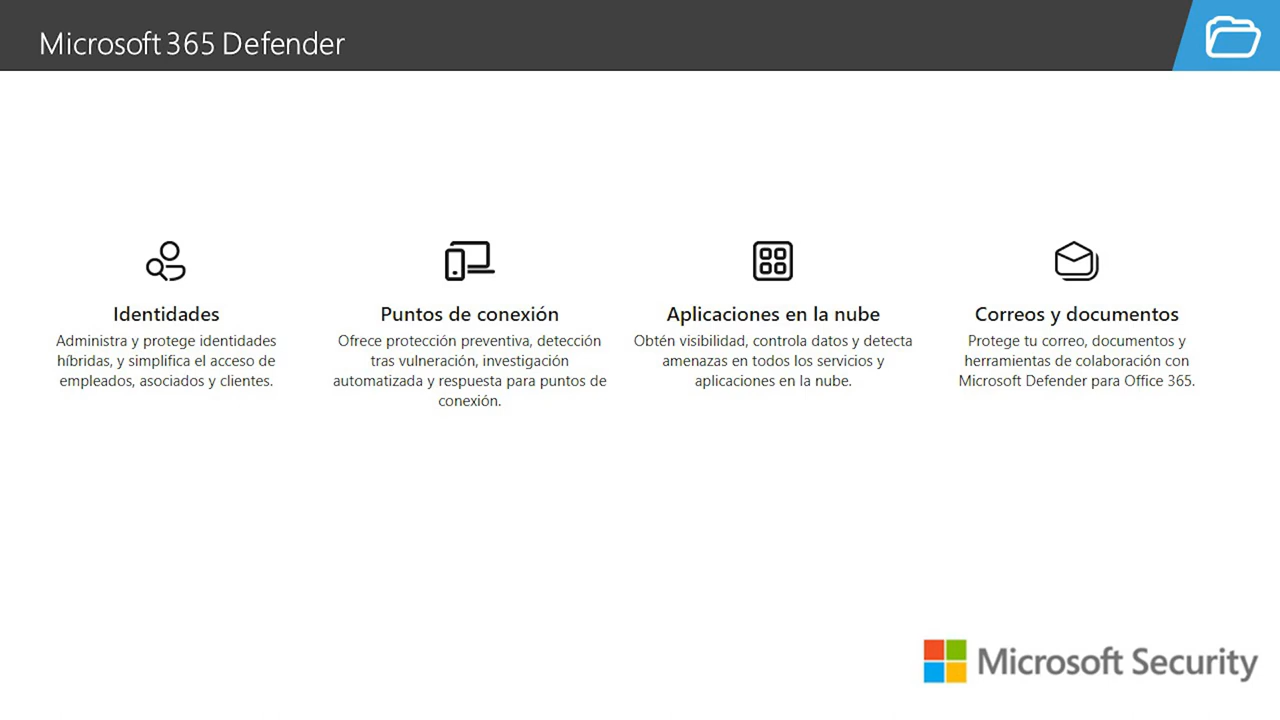 Microsoft 365 Defender
Identidades
Administra y protege identidades
híbridas, y simplifica el acceso de
empleados, asociados y clientes.
Puntos de conexión
Ofrece protección preventiva, detección
tras vulneración, investigación
automatizada y respuesta para puntos de
conexión.
Aplicaciones en la nube
Obtén visibilidad, controla datos y detecta
amenazas en todos los servicios y
aplicaciones en la nube.
Correos y documentos
Protege tu correo, documentos y
herramientas de colaboración con
Microsoft Defender para Office 365.
Microsoft Security